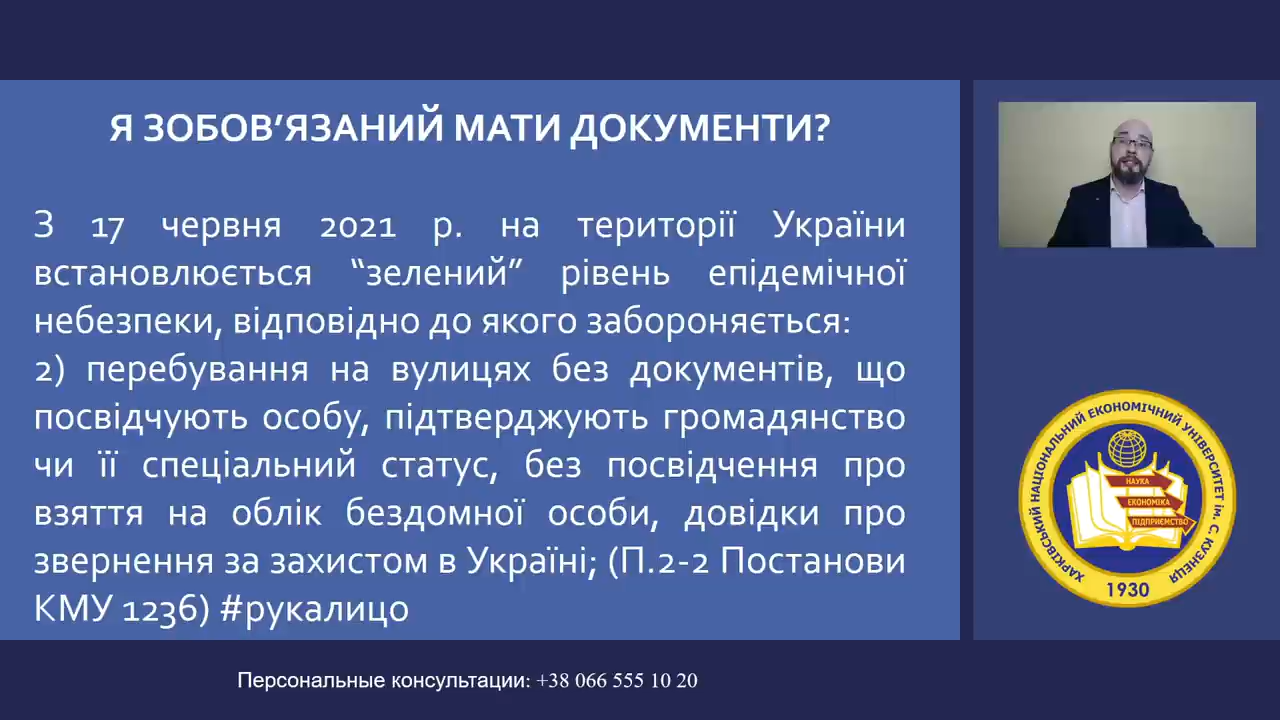 Я ЗОБОВ’ЯЗАНИЙ МАТИ ДОКУМЕНТИ?
З 17 червня 2021 р. на території України
встановлюється “зелений” рівень епідемічної
небезпеки, відповідно до якого забороняється:
2) перебування на вулицях без документів, що
посвідчують особу, підтверджують громадянство
чи її спеціальний статус, без посвідчення про
взяття на облік бездомної особи, довідки про
звернення за захистом в Україні; (П.2-2 Постанови
КМУ 1236) #рукалицо
ХАРКІВСЬКИЙ НАЦІОНАЛЬНИЙ ЕКОНОМІЧНИЙ УНІВЕРСИТЕТ ІМ. С. КУЗНЕЦЯ
НАУКА
ЕКОНОМІКА
ПІДПРИЄМСТВО
1930
Персональные консультации: +38 066 555 10 20